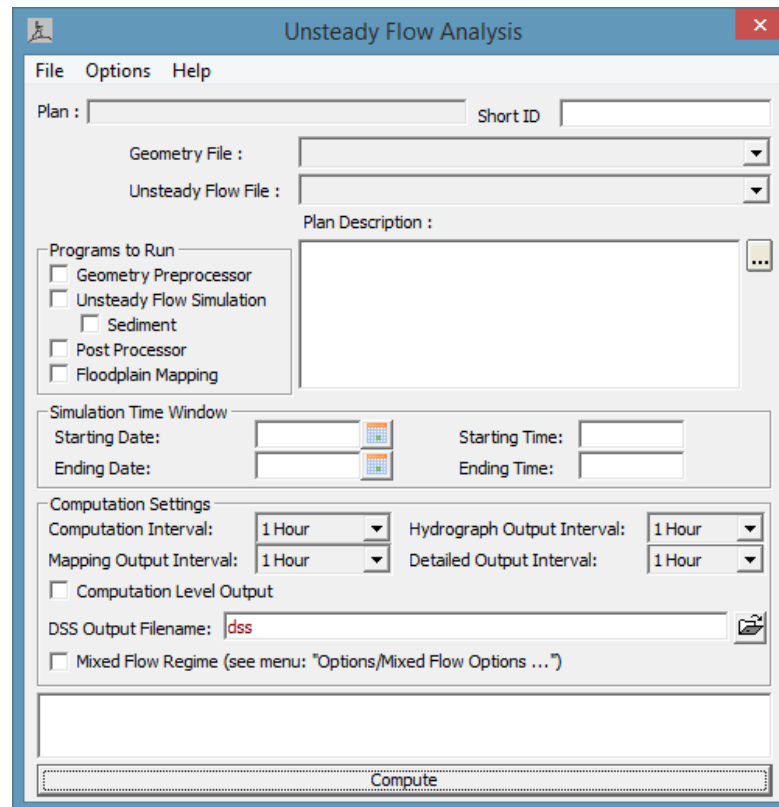 Unsteady Flow Analysis
File Options Help
Plan : Short ID
Geometry File :
Unsteady Flow File :
Plan Description :
Programs to Run
Geometry Preprocessor
Unsteady Flow Simulation
Sediment
Post Processor
Floodplain Mapping
...
Simulation Time Window
Starting Date: Starting Time:
Ending Date: Ending Time:
Computation Settings
Computation Interval: 1 Hour Hydrograph Output Interval: 1 Hour
Mapping Output Interval: 1 Hour Detailed Output Interval: 1 Hour
Computation Level Output
DSS Output Filename: dss
Mixed Flow Regime (see menu: "Options/Mixed Flow Options ...")
Compute